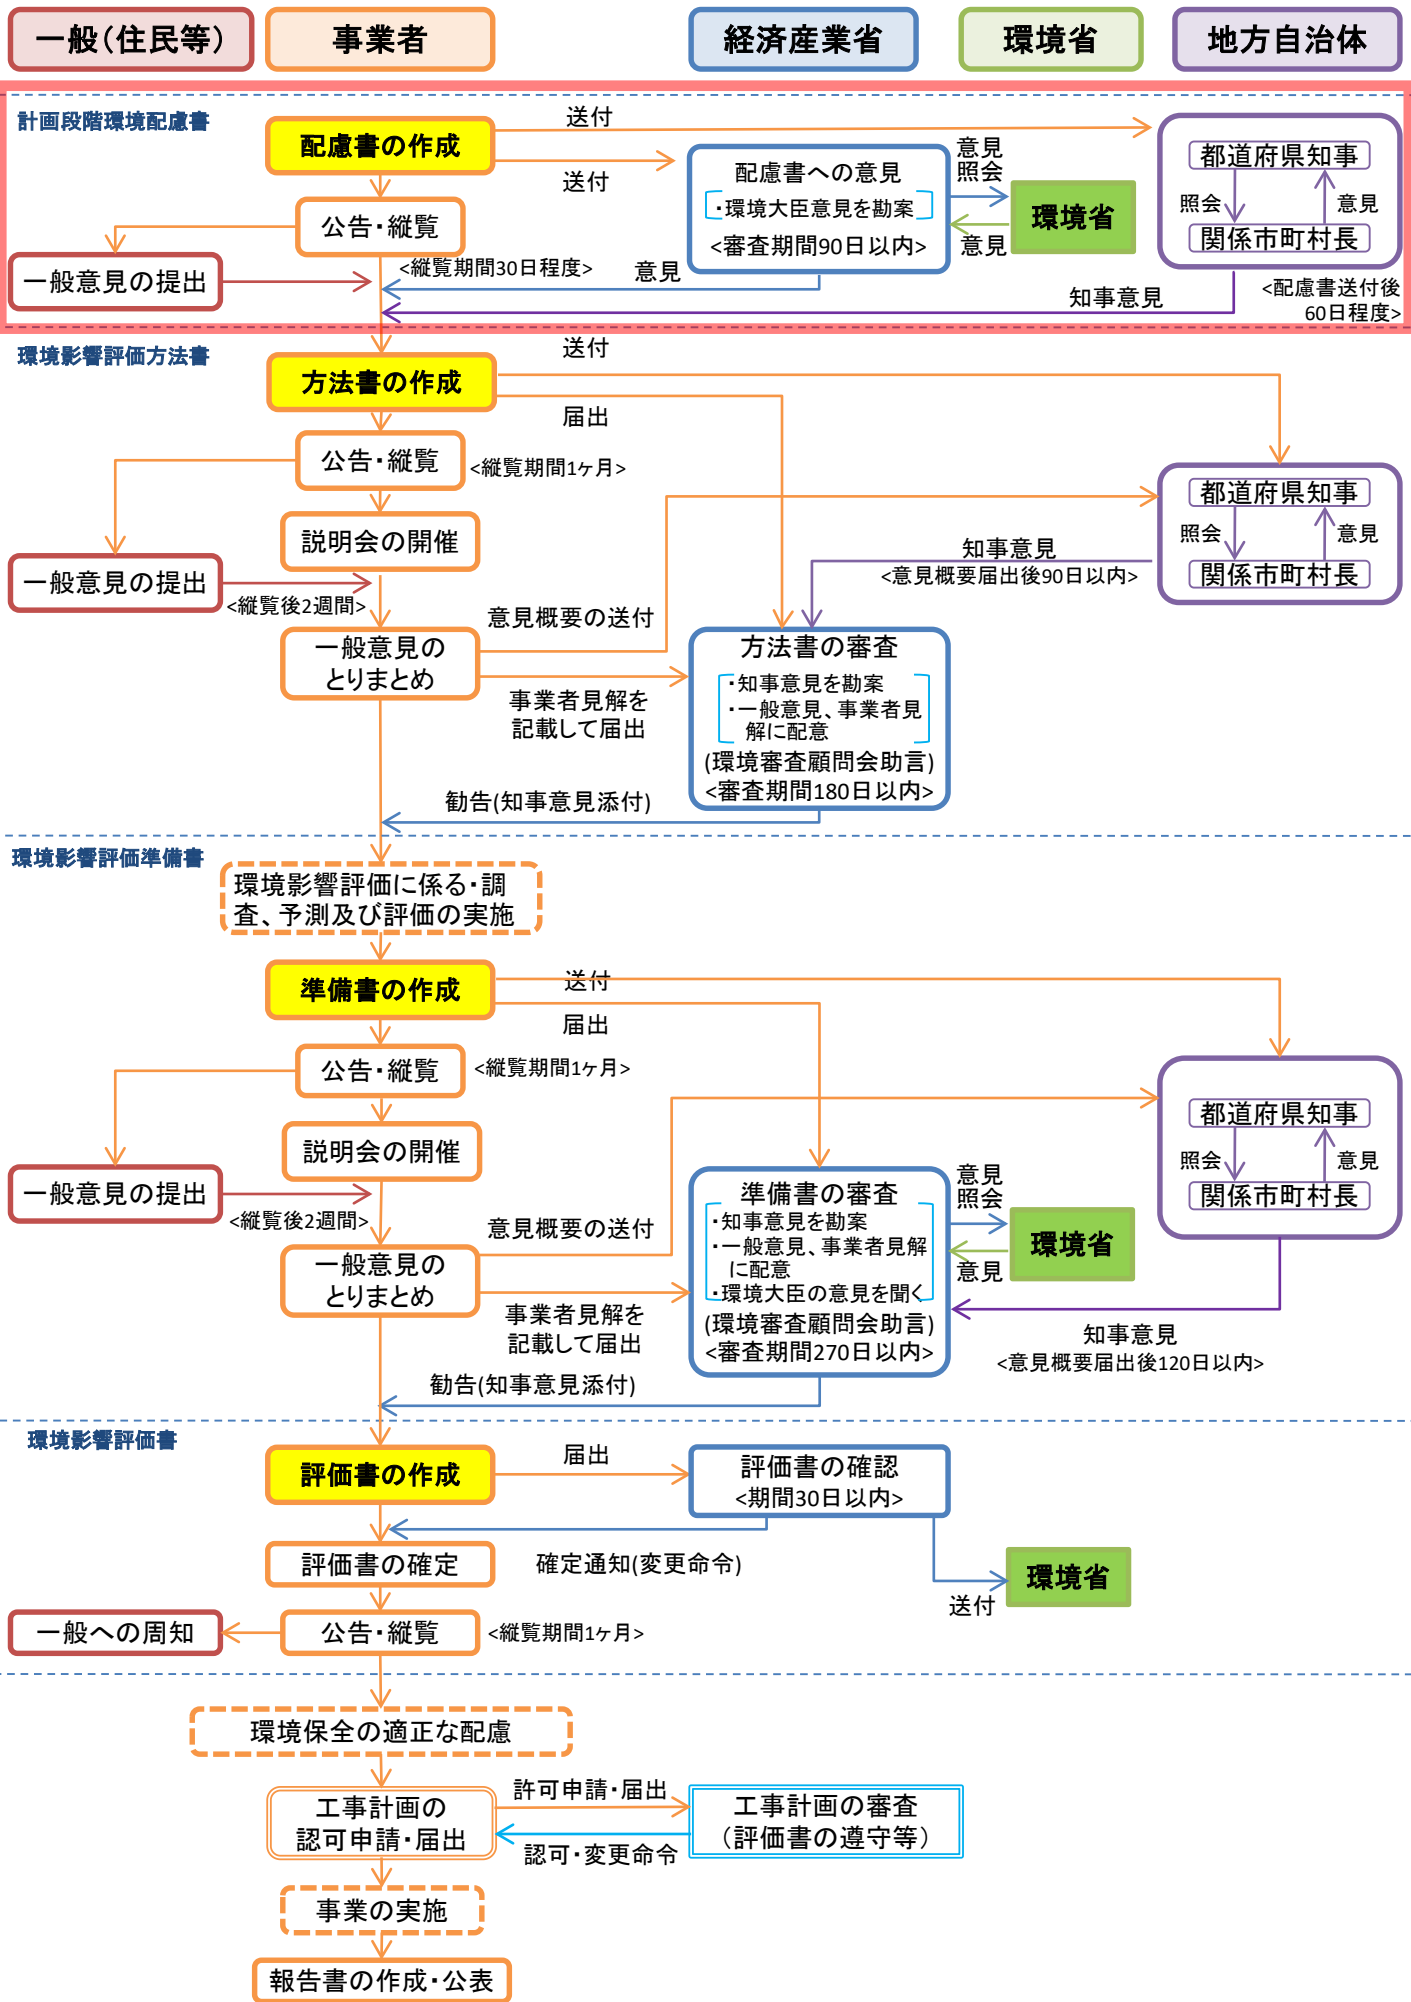 一般(住民等)
事業者
経済産業省
環境省
地方自治体
計画段階環境配慮書
配慮書の作成
送付
送付
公告・縦覧
<縦覧期間30日程度>
一般意見の提出
配慮書への意見
・環境大臣意見を勘案
<審査期間90日以内>
意見
照会
意見
環境省
意見
都道府県知事
照会
意見
関係市町村長
知事意見
<配慮書送付後
60日程度>
環境影響評価方法書
方法書の作成
送付
届出
公告・縦覧
<縦覧期間1ヶ月>
説明会の開催
一般意見の提出
<縦覧後2週間>
一般意見の
とりまとめ
意見概要の送付
事業者見解を
記載して届出
都道府県知事
照会
意見
関係市町村長
知事意見
<意見概要届出後90日以内>
方法書の審査
・知事意見を勘案
・一般意見、事業者見
解に配意
(環境審査顧問会助言)
<審査期間180日以内>
勧告(知事意見添付)
環境影響評価準備書
環境影響評価に係る・調
査、予測及び評価の実施
準備書の作成
送付
届出
公告・縦覧
<縦覧期間1ヶ月>
説明会の開催
一般意見の提出
<縦覧後2週間>
一般意見の
とりまとめ
意見概要の送付
事業者見解を
記載して届出
準備書の審査
・知事意見を勘案
・一般意見、事業者見解
に配意
・環境大臣の意見を聞く
(環境審査顧問会助言)
<審査期間270日以内>
意見
照会
意見
環境省
都道府県知事
照会
意見
関係市町村長
知事意見
<意見概要届出後120日以内>
勧告(知事意見添付)
環境影響評価書
評価書の作成
届出
評価書の確認
<期間30日以内>
評価書の確定
確定通知(変更命令)
環境省
送付
一般への周知
公告・縦覧
<縦覧期間1ヶ月>
環境保全の適正な配慮
工事計画の
認可申請・届出
許可申請・届出
認可・変更命令
工事計画の審査
(評価書の遵守等)
事業の実施
報告書の作成・公表